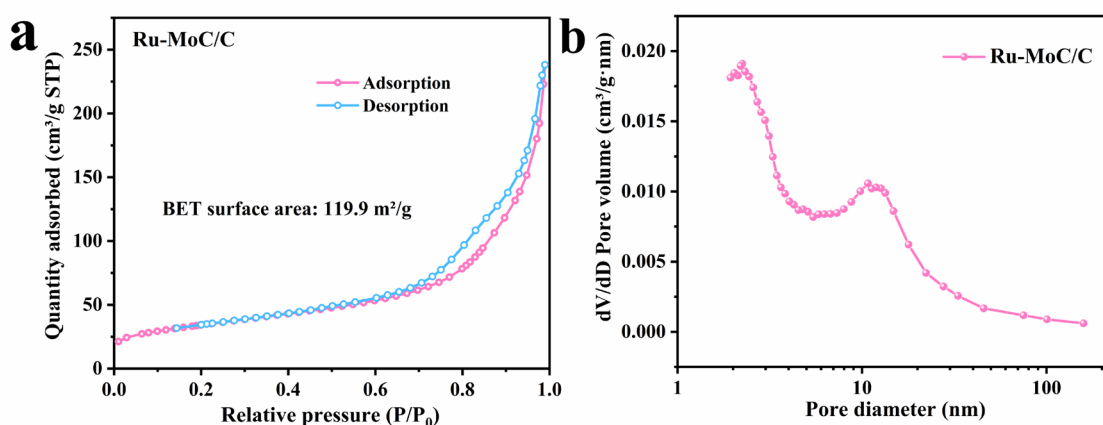 a
Ru-MoC/C
Adsorption
Desorption
BET surface area: 119.9 m²/g
Quantity adsorbed (cm³/g STP)
250
200
150
100
50
0
0.0 0.2 0.4 0.6 0.8 1.0
Relative pressure (P/P₀)
b
Ru-MoC/C
dV/dD Pore volume (cm³/g·nm)
0.020
0.015
0.010
0.005
0.000
1 10 100
Pore diameter (nm)